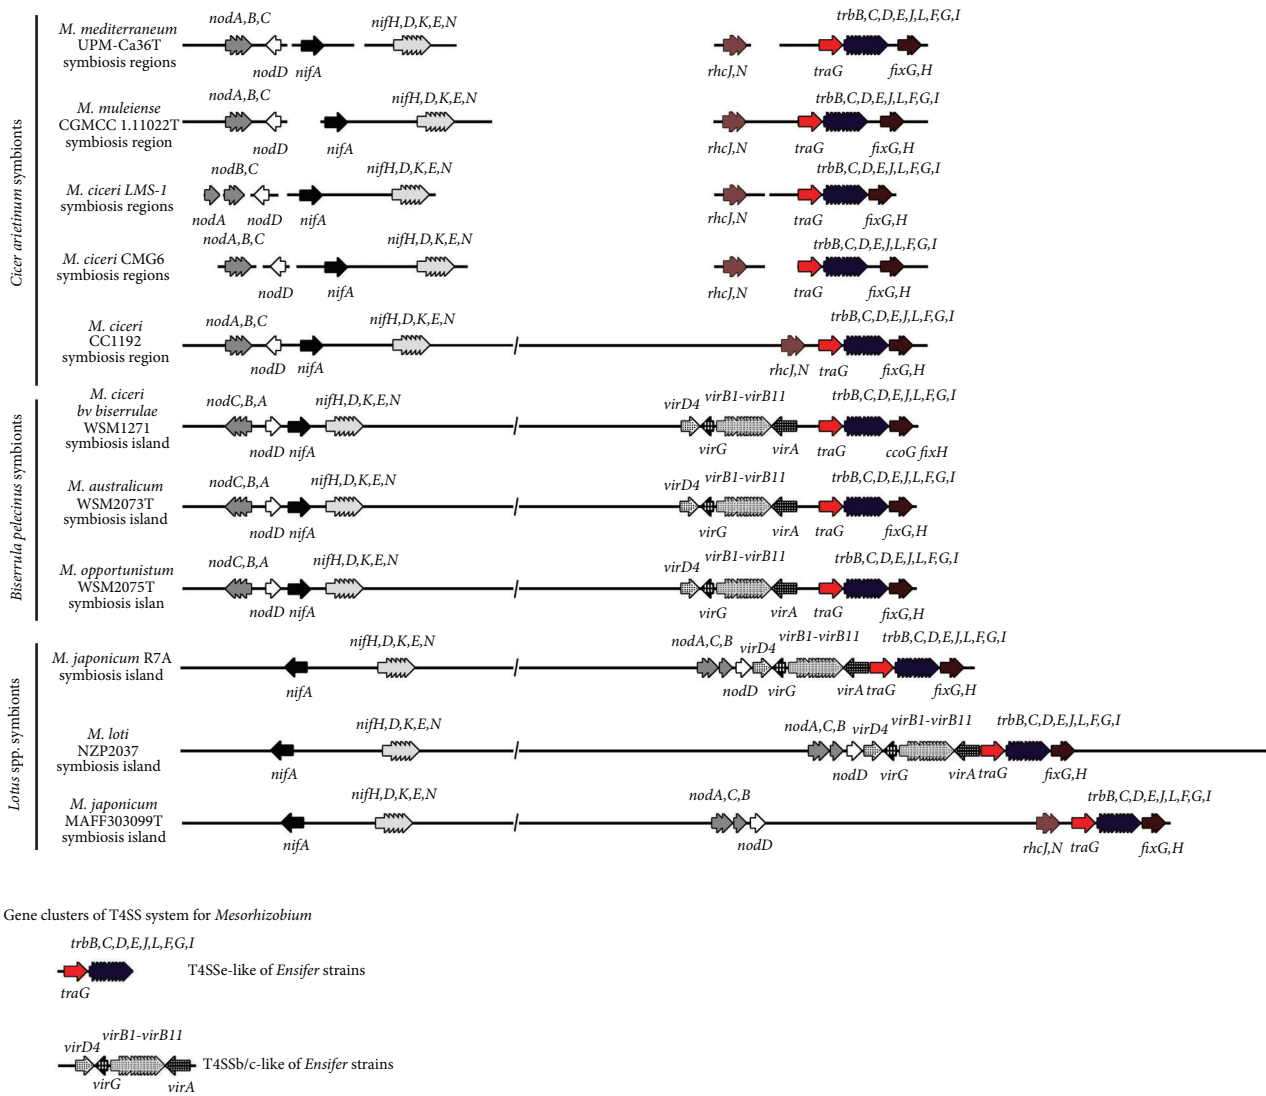 Cicer arietinum symbionts
nodA,B,C
nifH,D,K,E,N
trbB,C,D,E,J,L,F,G,I
M. mediterraneum
UPM-Ca36T
symbiosis regions
nodD
nifA
rhcJ,N
traG
fixG,H
nodA,B,C
nifH,D,K,E,N
trbB,C,D,E,J,L,F,G,I
M. muleiense
CGMCC 1.11022T
symbiosis region
nodD
nifA
rhcJ,N
traG
fixG,H
nodB,C
nifH,D,K,E,N
trbB,C,D,E,J,L,F,G,I
M. ciceri LMS-1
symbiosis regions
nodA
nodD
nifA
rhcJ,N
traG
fixG,H
nodA,B,C
nifH,D,K,E,N
trbB,C,D,E,J,L,F,G,I
M. ciceri CMG6
symbiosis regions
nodD
nifA
rhcJ,N
traG
fixG,H
nodA,B,C
nifH,D,K,E,N
trbB,C,D,E,J,L,F,G,I
M. ciceri
CC1192
symbiosis region
nodD
nifA
rhcJ,N
traG
fixG,H
Biserrula pelecinus symbionts
nodC,B,A
nifH,D,K,E,N
virD4
virB1-virB11
trbB,C,D,E,J,L,F,G,I
M. ciceri
bv biserrulae
WSM1271
symbiosis island
nodD
nifA
virG
virA
traG
ccoG fixH
nodC,B,A
nifH,D,K,E,N
virD4
virB1-virB11
trbB,C,D,E,J,L,F,G,I
M. australicum
WSM2073T
symbiosis island
nodD
nifA
virG
virA
traG
fixG,H
nodC,B,A
nifH,D,K,E,N
virD4
virB1-virB11
trbB,C,D,E,J,L,F,G,I
M. opportunistum
WSM2075T
symbiosis islan
nodD
nifA
virG
virA
traG
fixG,H
Lotus spp. symbionts
nifH,D,K,E,N
nodA,C,B
virD4
virB1-virB11
trbB,C,D,E,J,L,F,G,I
M. japonicum R7A
symbiosis island
nifA
nodD
virG
virA
traG
fixG,H
nifH,D,K,E,N
nodA,C,B
virD4
virB1-virB11
trbB,C,D,E,J,L,F,G,I
M. loti
NZP2037
symbiosis island
nifA
nodD
virG
virA
traG
fixG,H
nifH,D,K,E,N
nodA,C,B
trbB,C,D,E,J,L,F,G,I
M. japonicum
MAFF303099T
symbiosis island
nifA
nodD
rhcJ,N
traG
fixG,H
Gene clusters of T4SS system for Mesorhizobium
trbB,C,D,E,J,L,F,G,I
T4SSe-like of Ensifer strains
traG
virB1-virB11
virD4
T4SSb/c-like of Ensifer strains
virG
virA